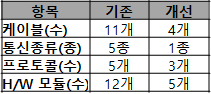 항목 기존 개선
케이블(수) 11개 4개
통신종류(종) 5종 1종
프로토콜(수) 5개 3개
H/W 모듈(수) 12개 5개